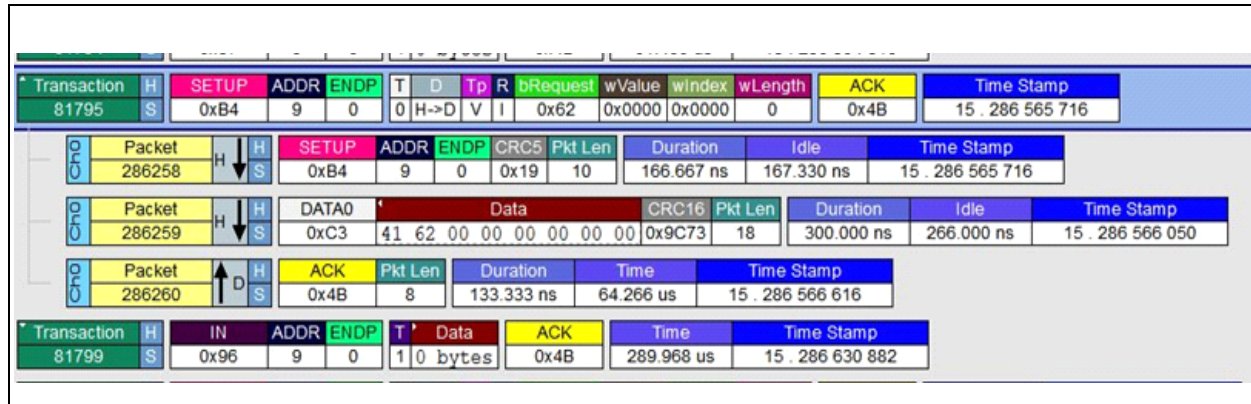 Transaction H SETUP ADDR ENDP T D Tp R bRequest wValue wIndex wLength ACK Time Stamp
81795 S 0xB4 9 0 0 H->D V I 0x62 0x0000 0x0000 0x4B 15 . 286 565 716
Ch0 Packet H H SETUP ADDR ENDP CRC5 Pkt Len Duration Idle Time Stamp
286258 S 0xB4 9 0 0x19 10 166.667 ns 167.330 ns 15 . 286 565 716
Ch0 Packet H H DATA0 Data CRC16 Pkt Len Duration Idle Time Stamp
286259 S 0xC3 41 62 00 00 00 00 00 00 0x9C73 18 300.000 ns 266.000 ns 15 . 286 566 050
Ch0 Packet D H ACK Pkt Len Duration Time Time Stamp
286260 S 0x4B 8 133.333 ns 64.266 us 15 . 286 566 616
Transaction H IN ADDR ENDP T Data ACK Time Time Stamp
81799 S 0x96 9 0 1 0 bytes 0x4B 289.968 us 15 . 286 630 882